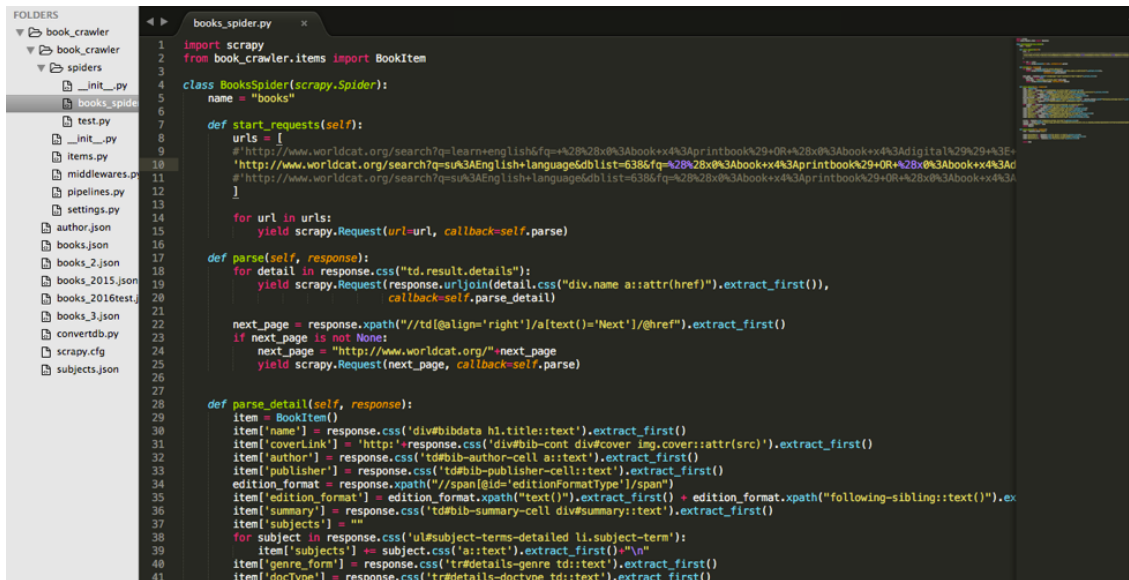 FOLDERS
book_crawler
book_crawler
spiders
__init__.py
books_spide
test.py
__init__.py
items.py
middlewares.py
pipelines.py
settings.py
author.json
books.json
books_2.json
books_2015.json
books_2016test.j
books_3.json
convertdb.py
scrapy.cfg
subjects.json
books_spider.py ×
1 import scrapy
2 from book_crawler.items import BookItem
3
4 class BooksSpider(scrapy.Spider):
5 name = "books"
6
7 def start_requests(self):
8 urls = [
9 #'http://www.worldcat.org/search?q=learn+english&fq=+%28%28x0%3Abook+x4%3Aprintbook%29+OR+%28x0%3Abook+x4%3Adigital%29%29+%3E+
10 'http://www.worldcat.org/search?q=su%3AEnglish+language&dblist=638&fq=%28%28x0%3Abook+x4%3Aprintbook%29+OR+%28x0%3Abook+x4%3Ad
11 #'http://www.worldcat.org/search?q=su%3AEnglish+language&dblist=638&fq=%28%28x0%3Abook+x4%3Aprintbook%29+OR+%28x0%3Abook+x4%3A
12 ]
13
14 for url in urls:
15 yield scrapy.Request(url=url, callback=self.parse)
16
17 def parse(self, response):
18 for detail in response.css("td.result.details"):
19 yield scrapy.Request(response.urljoin(detail.css("div.name a::attr(href)").extract_first()),
20 callback=self.parse_detail)
21
22 next_page = response.xpath("//td[@align='right']/a[text()='Next']/@href").extract_first()
23 if next_page is not None:
24 next_page = "http://www.worldcat.org/"+next_page
25 yield scrapy.Request(next_page, callback=self.parse)
26
27
28 def parse_detail(self, response):
29 item = BookItem()
30 item['name'] = response.css('div#bibdata h1.title::text').extract_first()
31 item['coverLink'] = 'http:'+response.css('div#bib-cont div#cover img.cover::attr(src)').extract_first()
32 item['author'] = response.css('td#bib-author-cell a::text').extract_first()
33 item['publisher'] = response.css('td#bib-publisher-cell::text').extract_first()
34 edition_format = response.xpath("//span[@id='editionFormatType']/span")
35 item['edition_format'] = edition_format.xpath("text()").extract_first() + edition_format.xpath("following-sibling::text()").ex
36 item['summary'] = response.css('td#bib-summary-cell div#summary::text').extract_first()
37 item['subjects'] = ""
38 for subject in response.css('ul#subject-terms-detailed li.subject-term'):
39 item['subjects'] += subject.css('a::text').extract_first()+"\n"
40 item['genre_form'] = response.css('tr#details-genre td::text').extract_first()
41 item['docType'] = response.css('tr#details-doctype td::text').extract_first()